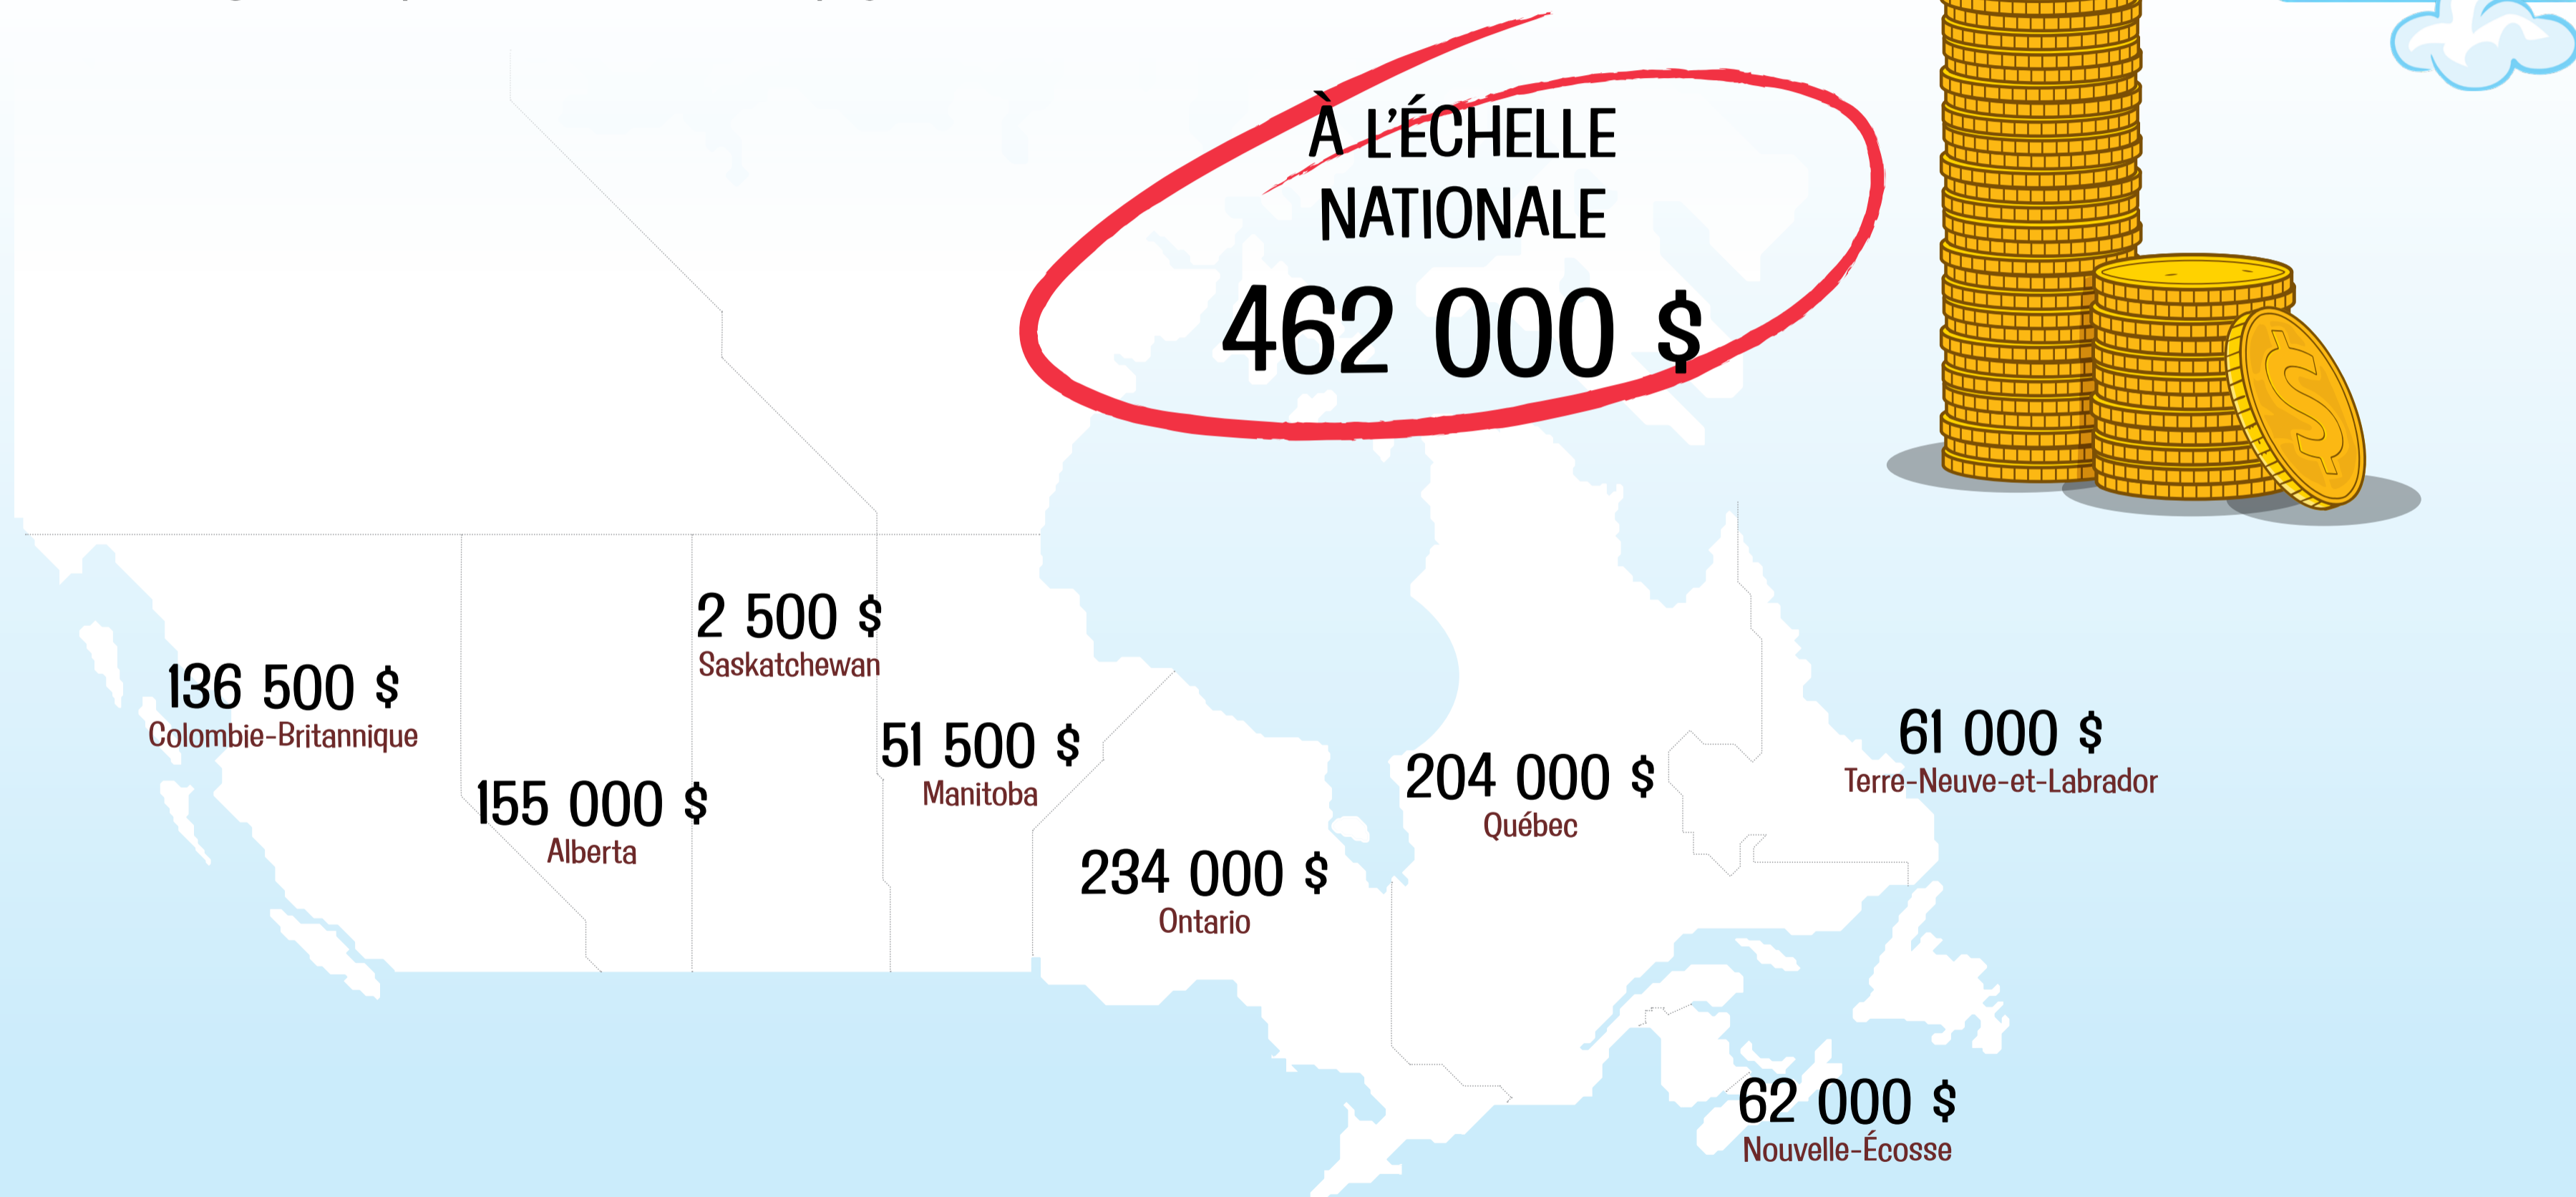 À L’ÉCHELLE
NATIONALE
462 000 $
2 500 $
Saskatchewan
136 500 $
Colombie-Britannique
51 500 $
Manitoba
61 000 $
Terre-Neuve-et-Labrador
204 000 $
Québec
155 000 $
Alberta
234 000 $
Ontario
62 000 $
Nouvelle-Écosse